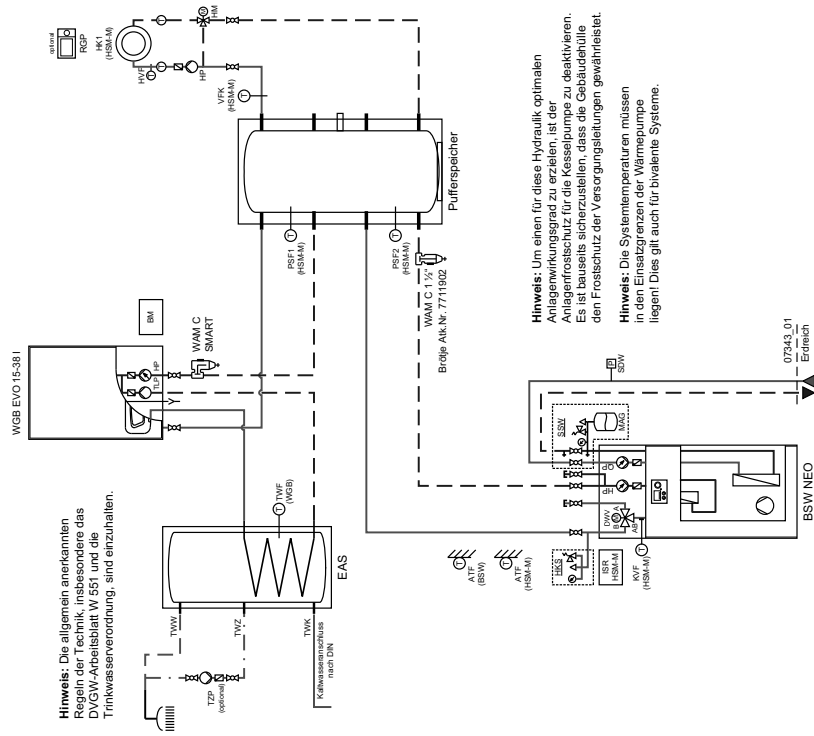 Hinweis: Die allgemein anerkannten
Regeln der Technik, insbesondere das
DVGW-Arbeitsblatt W 551 und die
Trinkwasserverordnung, sind einzuhalten.
WGB EVO 15-38 I
BM
TLP
HP
WAM C
SMART
optional
RGP
HK1
(HSM-M)
HVF
T
T
T
M
HM
HP
VFK
(HSM-M)
T
PSF1
(HSM-M)
T
PSF2
(HSM-M)
T
Pufferspeicher
WAM C 1 ½"
Brötje Atk.Nr. 7711902
TWW
TWZ
TWK
TZP
(optional)
Kaltwasseranschluss
nach DIN
TWF
(WGB)
T
EAS
Hinweis: Um einen für diese Hydraulik optimalen
Anlagenwirkungsgrad zu erzielen, ist der
Anlagenfrostschutz für die Kesselpumpe zu deaktivieren.
Es ist bauseits sicherzustellen, dass die Gebäudehülle
den Frostschutz der Versorgungsleitungen gewährleistet.
Hinweis: Die Systemtemperaturen müssen
in den Einsatzgrenzen der Wärmepumpe
liegen! Dies gilt auch für bivalente Systeme.
T
ATF
(BSW)
T
ATF
(HSM-M)
HKS
ISR
HSM-M
T
KVF
(HSM-M)
DWV
B
M
A
AB
HP
QP
SSW
MAG
P
SDW
BSW NEO
07343_01
Erdreich